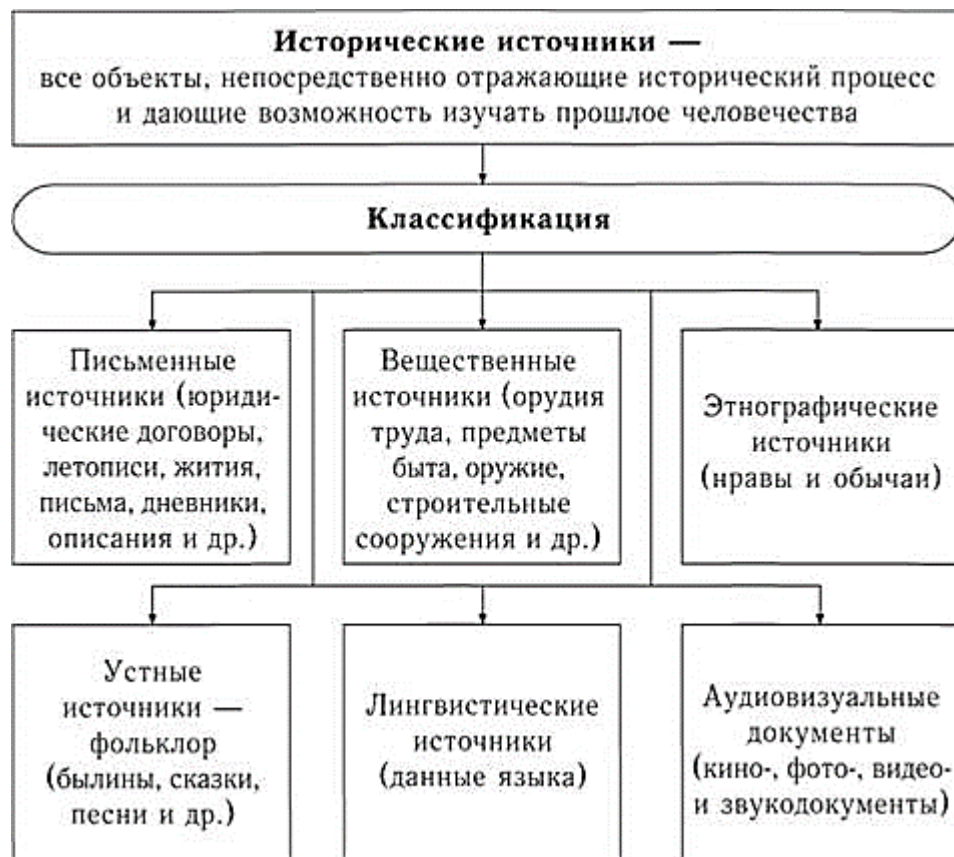 Исторические источники —
все объекты, непосредственно отражающие исторический процесс
и дающие возможность изучать прошлое человечества
Классификация
Письменные
источники (юриди-
ческие договоры,
летописи, жития,
письма, дневники,
описания и др.)
Вещественные
источники (орудия
труда, предметы
быта, оружие,
строительные
сооружения и др.)
Этнографические
источники
(нравы и обычаи)
Устные
источники —
фольклор
(былины, сказки,
песни и др.)
Лингвистические
источники
(данные языка)
Аудиовизуальные
документы
(кино-, фото-, видео-
и звукодокументы)